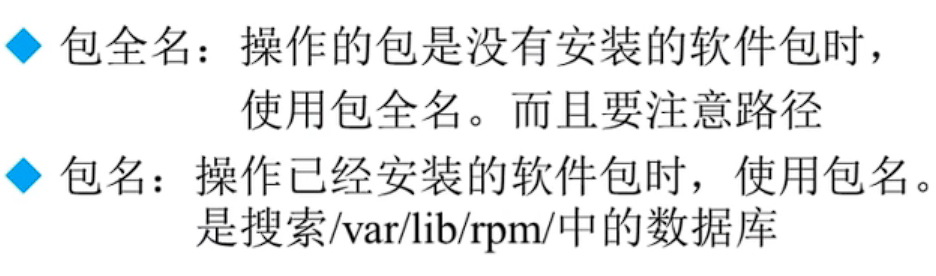 ◆ 包全名：操作的包是没有安装的软件包时，
使用包全名。而且要注意路径
◆ 包名：操作已经安装的软件包时，使用包名。
是搜索/var/lib/rpm/中的数据库